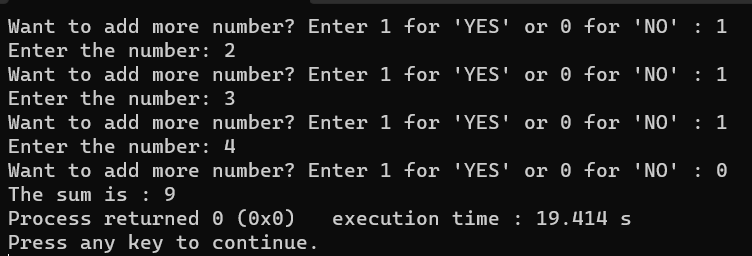 Want to add more number? Enter 1 for 'YES' or 0 for 'NO' : 1
Enter the number: 2
Want to add more number? Enter 1 for 'YES' or 0 for 'NO' : 1
Enter the number: 3
Want to add more number? Enter 1 for 'YES' or 0 for 'NO' : 1
Enter the number: 4
Want to add more number? Enter 1 for 'YES' or 0 for 'NO' : 0
The sum is : 9
Process returned 0 (0x0)   execution time : 19.414 s
Press any key to continue.